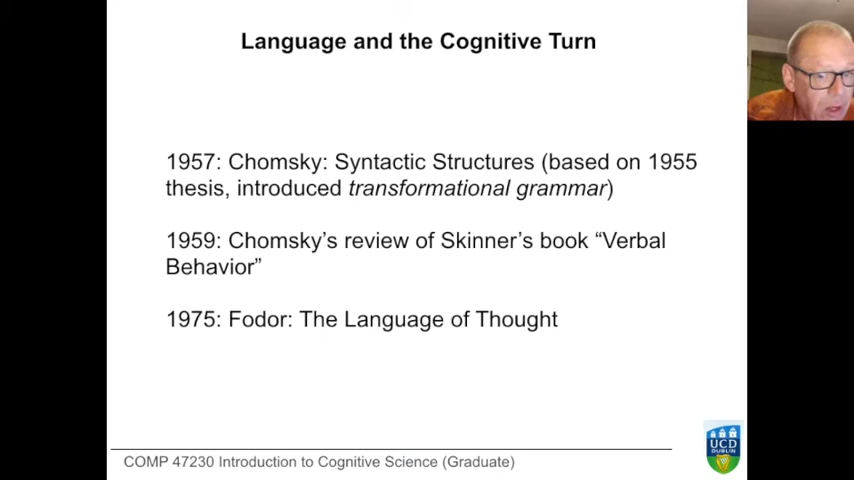 Language and the Cognitive Turn
1957: Chomsky: Syntactic Structures (based on 1955
thesis, introduced transformational grammar)
1959: Chomsky’s review of Skinner’s book “Verbal
Behavior”
1975: Fodor: The Language of Thought
COMP 47230 Introduction to Cognitive Science (Graduate)
UCD
DUBLIN